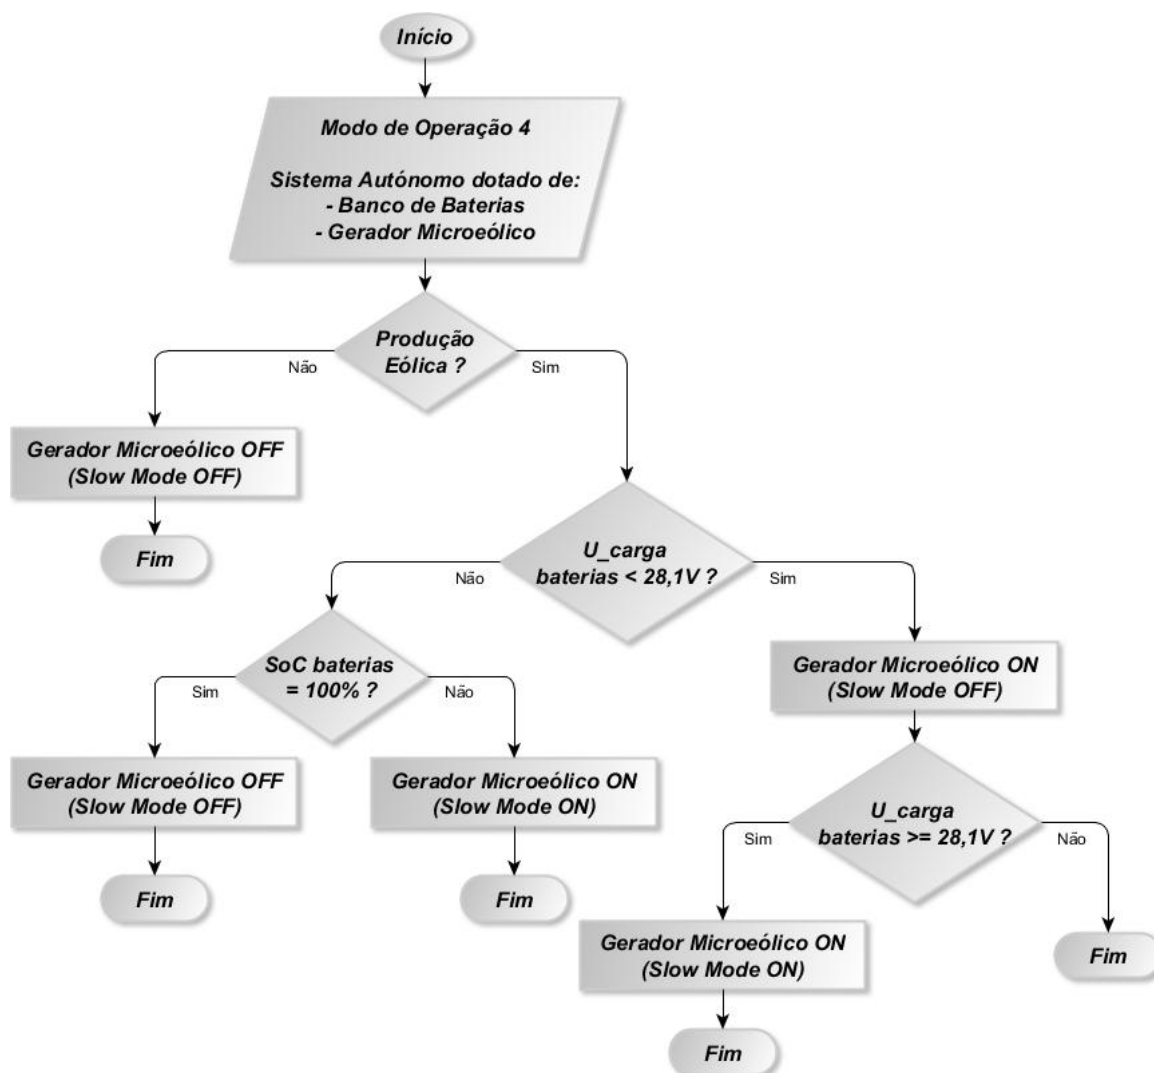 Início
Modo de Operação 4
Sistema Autónomo dotado de:
- Banco de Baterias
- Gerador Microeólico
Produção
Eólica ?
Não
Sim
Gerador Microeólico OFF
(Slow Mode OFF)
Fim
U_carga
baterias < 28,1V ?
Não
Sim
SoC baterias
= 100% ?
Sim
Não
Gerador Microeólico ON
(Slow Mode OFF)
Gerador Microeólico OFF
(Slow Mode OFF)
Gerador Microeólico ON
(Slow Mode ON)
U_carga
baterias >= 28,1V ?
Sim
Não
Fim
Fim
Gerador Microeólico ON
(Slow Mode ON)
Fim
Fim